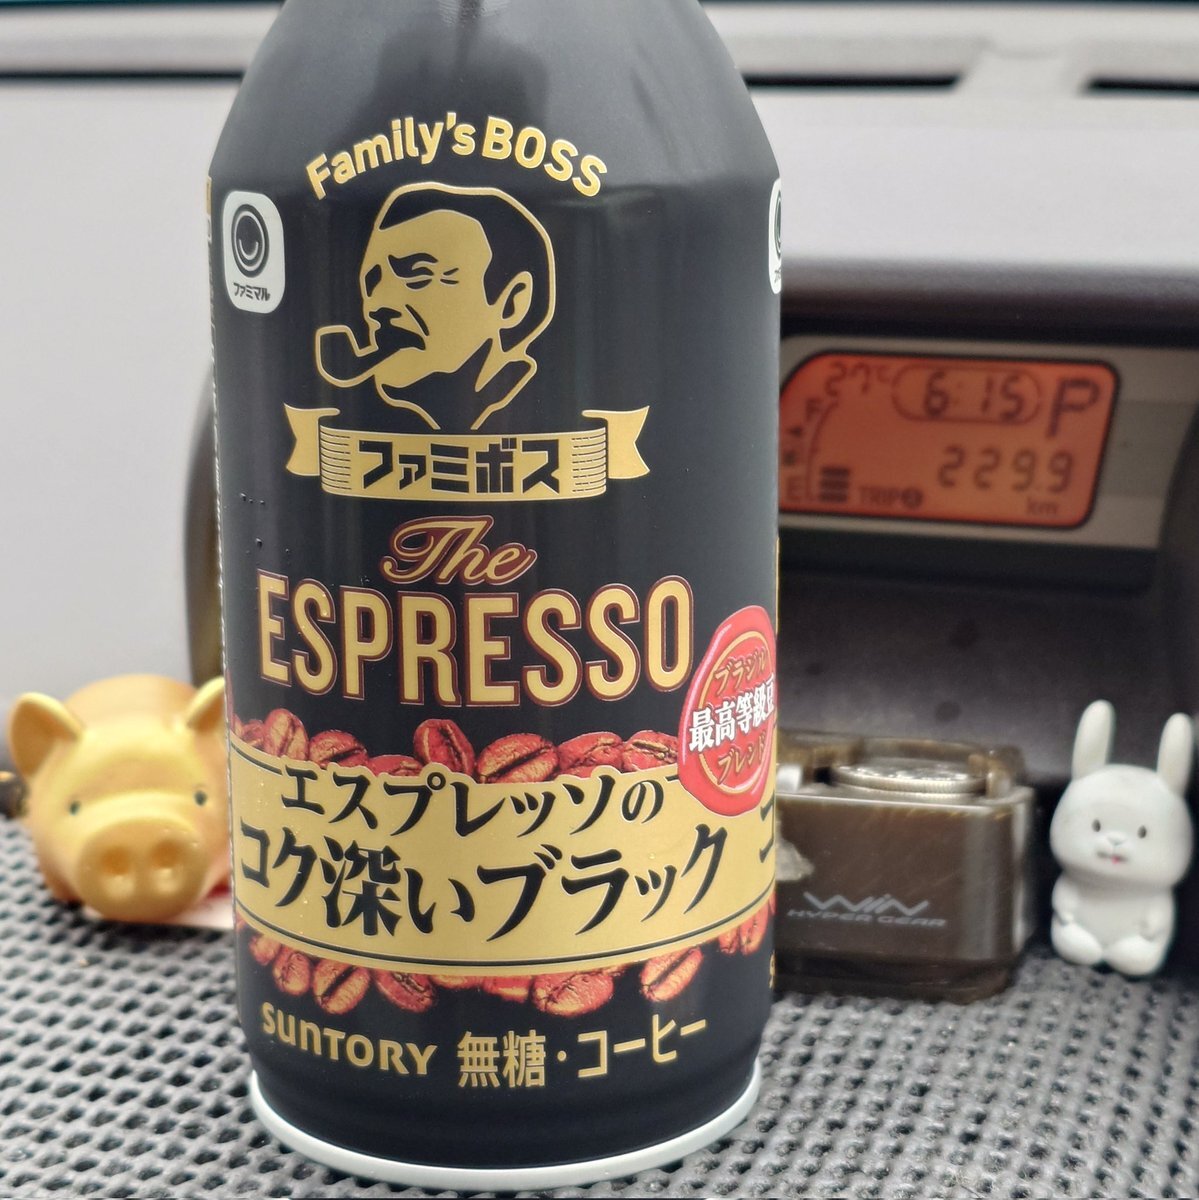 Family's BOSS
ファミマル
ファミボス
The
ESPRESSO
ブラジル
最高等級豆
ブレンド
エスプレッソの
コク深いブラック
SUNTORY 無糖・コーヒー
27℃ 6:15 P
F
E
TRIP 229.9
km
WIN
HYPER GEAR